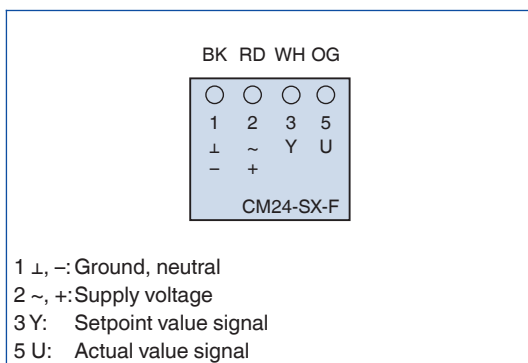 BK RD WH OG
1 2 3 5
⊥ ~ Y U
– +
CM24-SX-F
1 ⊥, –: Ground, neutral
2 ~, +: Supply voltage
3 Y: Setpoint value signal
5 U: Actual value signal